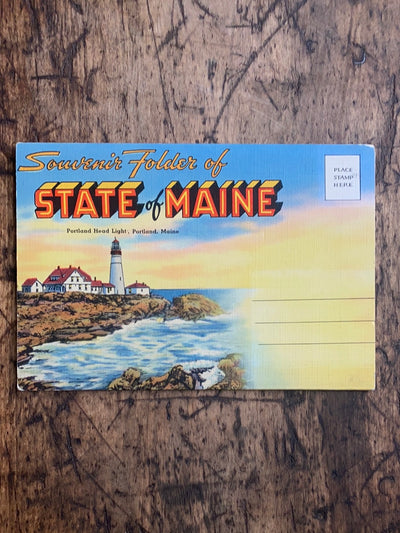 Souvenir Folder of
STATE of MAINE
Portland Head Light, Portland, Maine
PLACE
STAMP
HERE